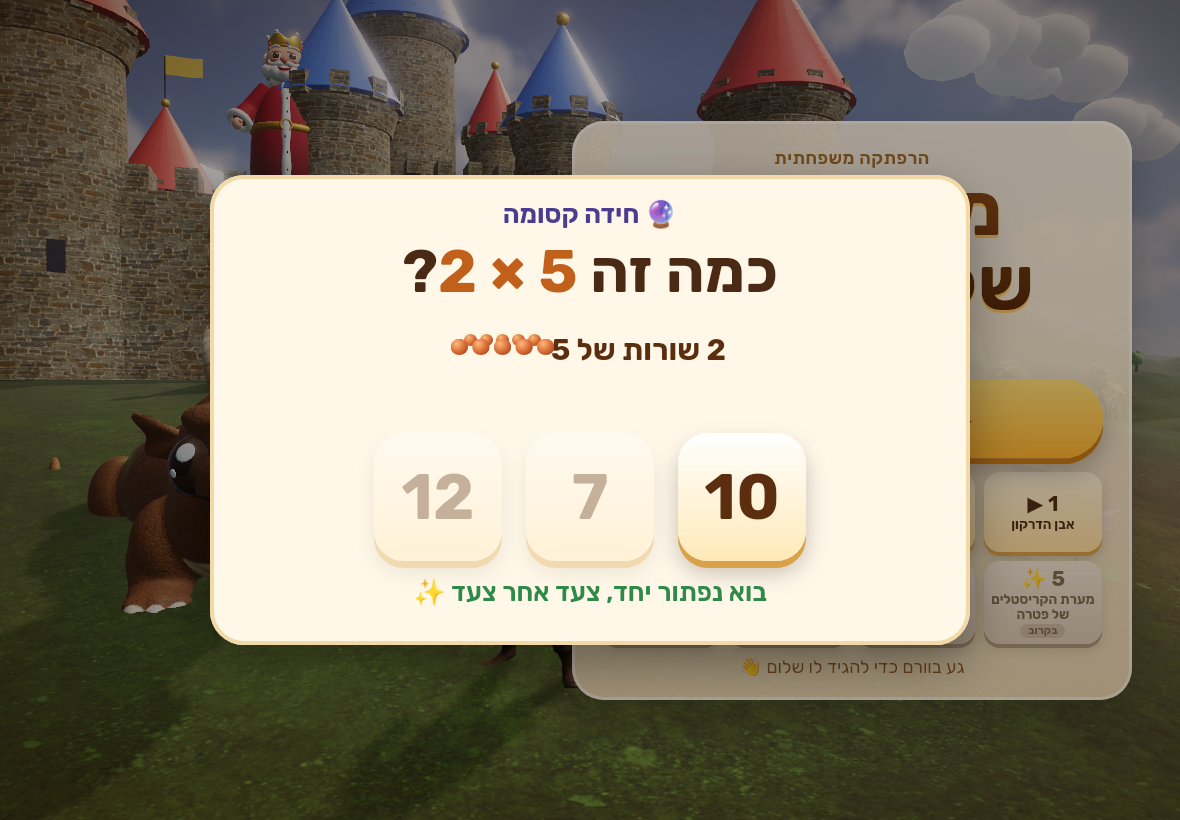 הרפתקה משפחתית
🔮 חידה קסומה
כמה זה 5 × 2?
2 שורות של 5
10 7 12
בוא נפתור יחד, צעד אחר צעד ✨
1 ▶
אבן הדרקון
5 ✨
מערת הקריסטלים
של פטרה
בקרוב
גע בוורם כדי להגיד לו שלום 👋